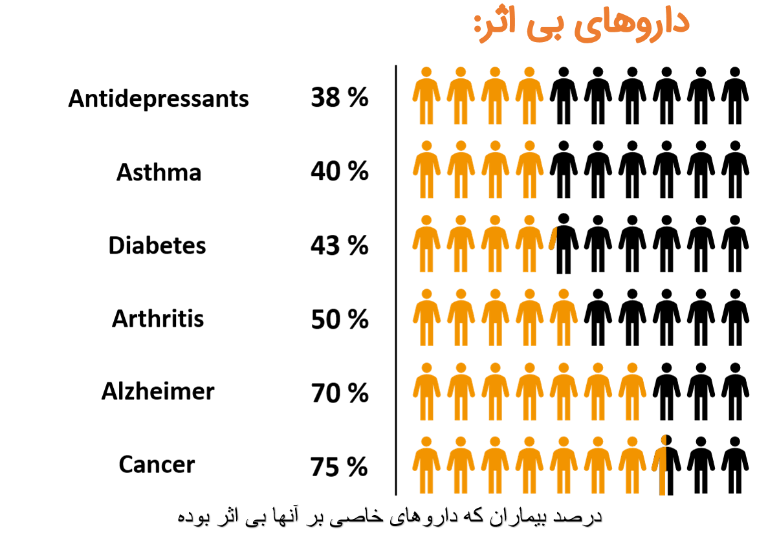 داروهای بی اثر:
Antidepressants 38 %
Asthma 40 %
Diabetes 43 %
Arthritis 50 %
Alzheimer 70 %
Cancer 75 %
درصد بیماران که داروهای خاصی بر آنها بی اثر بوده